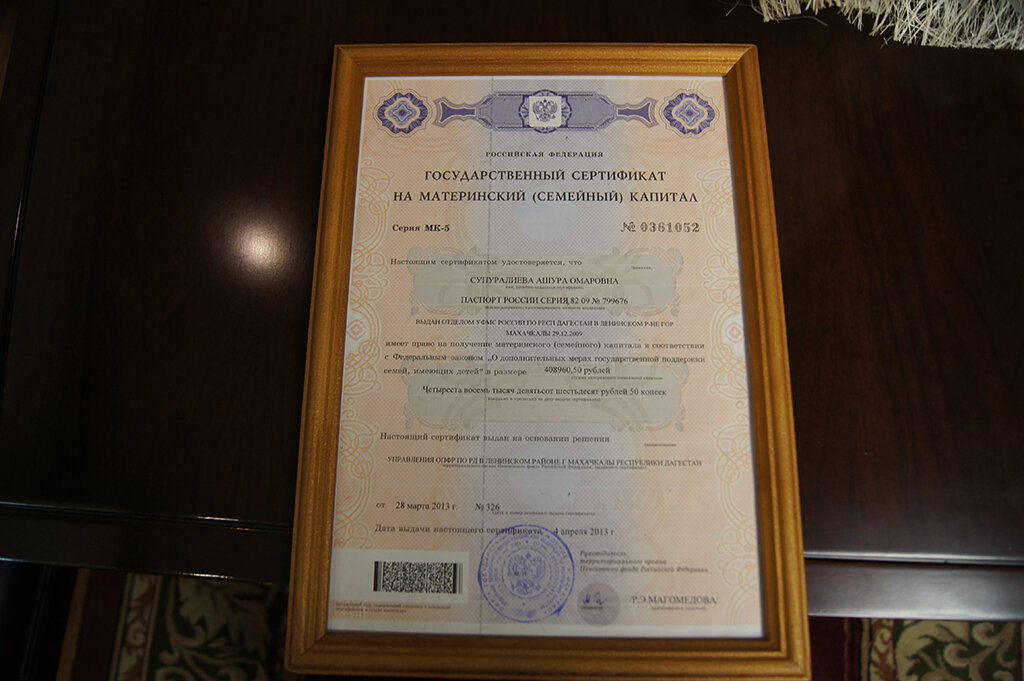 РОССИЙСКАЯ ФЕДЕРАЦИЯ
ГОСУДАРСТВЕННЫЙ СЕРТИФИКАТ
НА МАТЕРИНСКИЙ (СЕМЕЙНЫЙ) КАПИТАЛ
Серия МК-5 № 0361052
Настоящим сертификатом удостоверяется, что
СУПУРАЛИЕВА АШУРА ОМАРОВНА
ПАСПОРТ РОССИИ СЕРИЯ 82 09 № 799676
ВЫДАН ОТДЕЛОМ УФМС РОССИИ ПО РЕСП ДАГЕСТАН В ЛЕНИНСКОМ Р-НЕ ГОР
МАХАЧКАЛЫ 29.12.2009
имеет право на получение материнского (семейного) капитала в соответствии
с Федеральным законом „О дополнительных мерах государственной поддержки
семей, имеющих детей“ в размере 408960,50 рублей
Четыреста восемь тысяч девятьсот шестьдесят рублей 50 копеек
Настоящий сертификат выдан на основании решения
УПРАВЛЕНИЯ ОПФР ПО РД В ЛЕНИНСКОМ РАЙОНЕ Г МАХАЧКАЛЫ РЕСПУБЛИКИ ДАГЕСТАН
от 28 марта 2013 г. № 326
Дата выдачи настоящего сертификата 4 апреля 2013 г.
Руководитель
территориального органа
Пенсионного фонда Российской Федерации
/Р.Э.МАГОМЕДОВА/